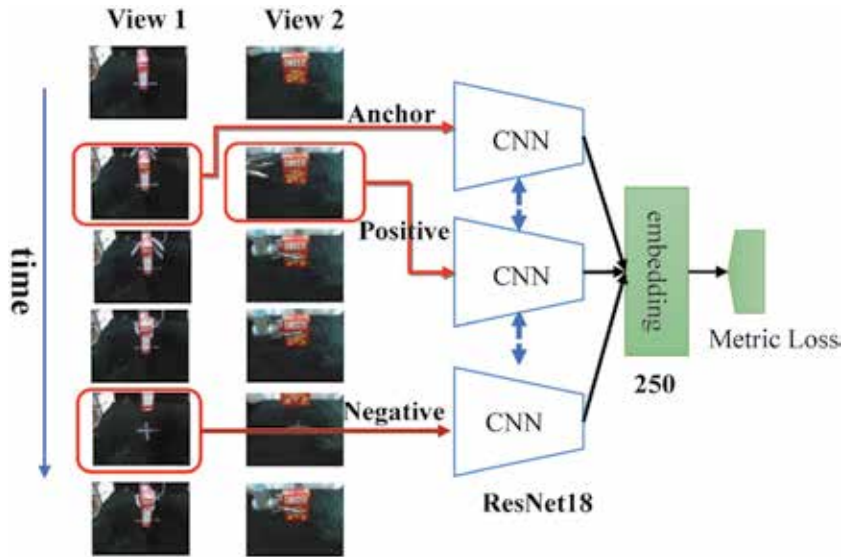 View 1
View 2
Anchor
CNN
Positive
CNN
time
embedding
Metric Loss
250
Negative
CNN
ResNet18